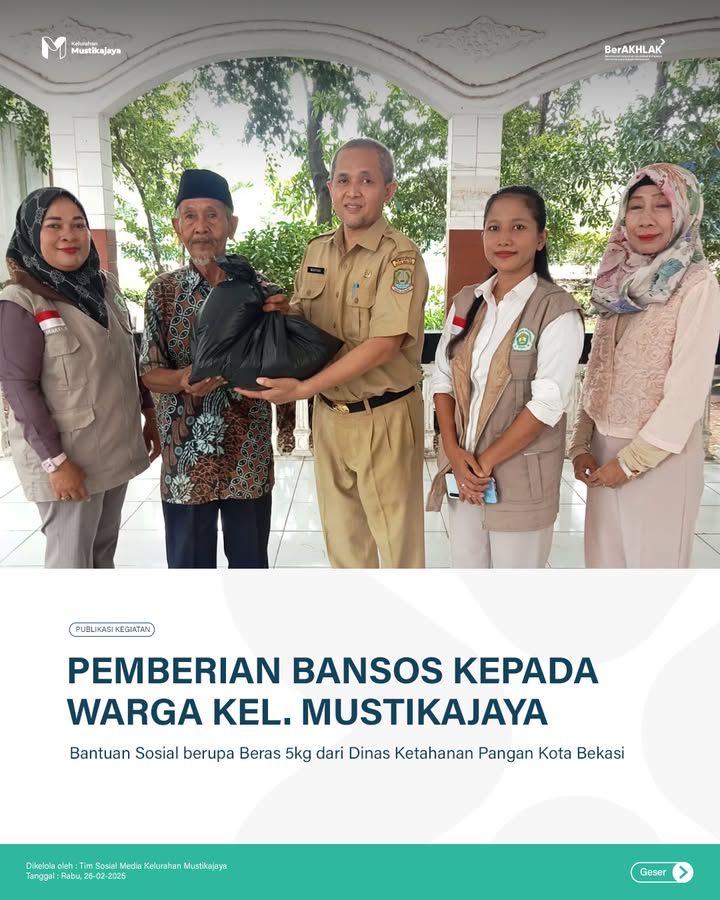 Kelurahan
Mustikajaya
BerAKHLAK
PUBLIKASI KEGIATAN
PEMBERIAN BANSOS KEPADA
WARGA KEL. MUSTIKAJAYA
Bantuan Sosial berupa Beras 5kg dari Dinas Ketahanan Pangan Kota Bekasi
Dikelola oleh : Tim Sosial Media Kelurahan Mustikajaya
Tanggal : Rabu, 26-02-2025
Geser